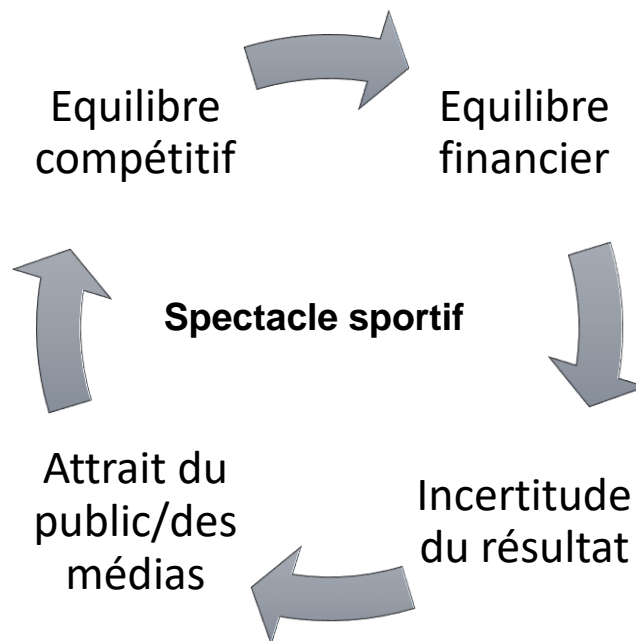 Equilibre
compétitif
Equilibre
financier
Spectacle sportif
Attrait du
public/des
médias
Incertitude
du résultat